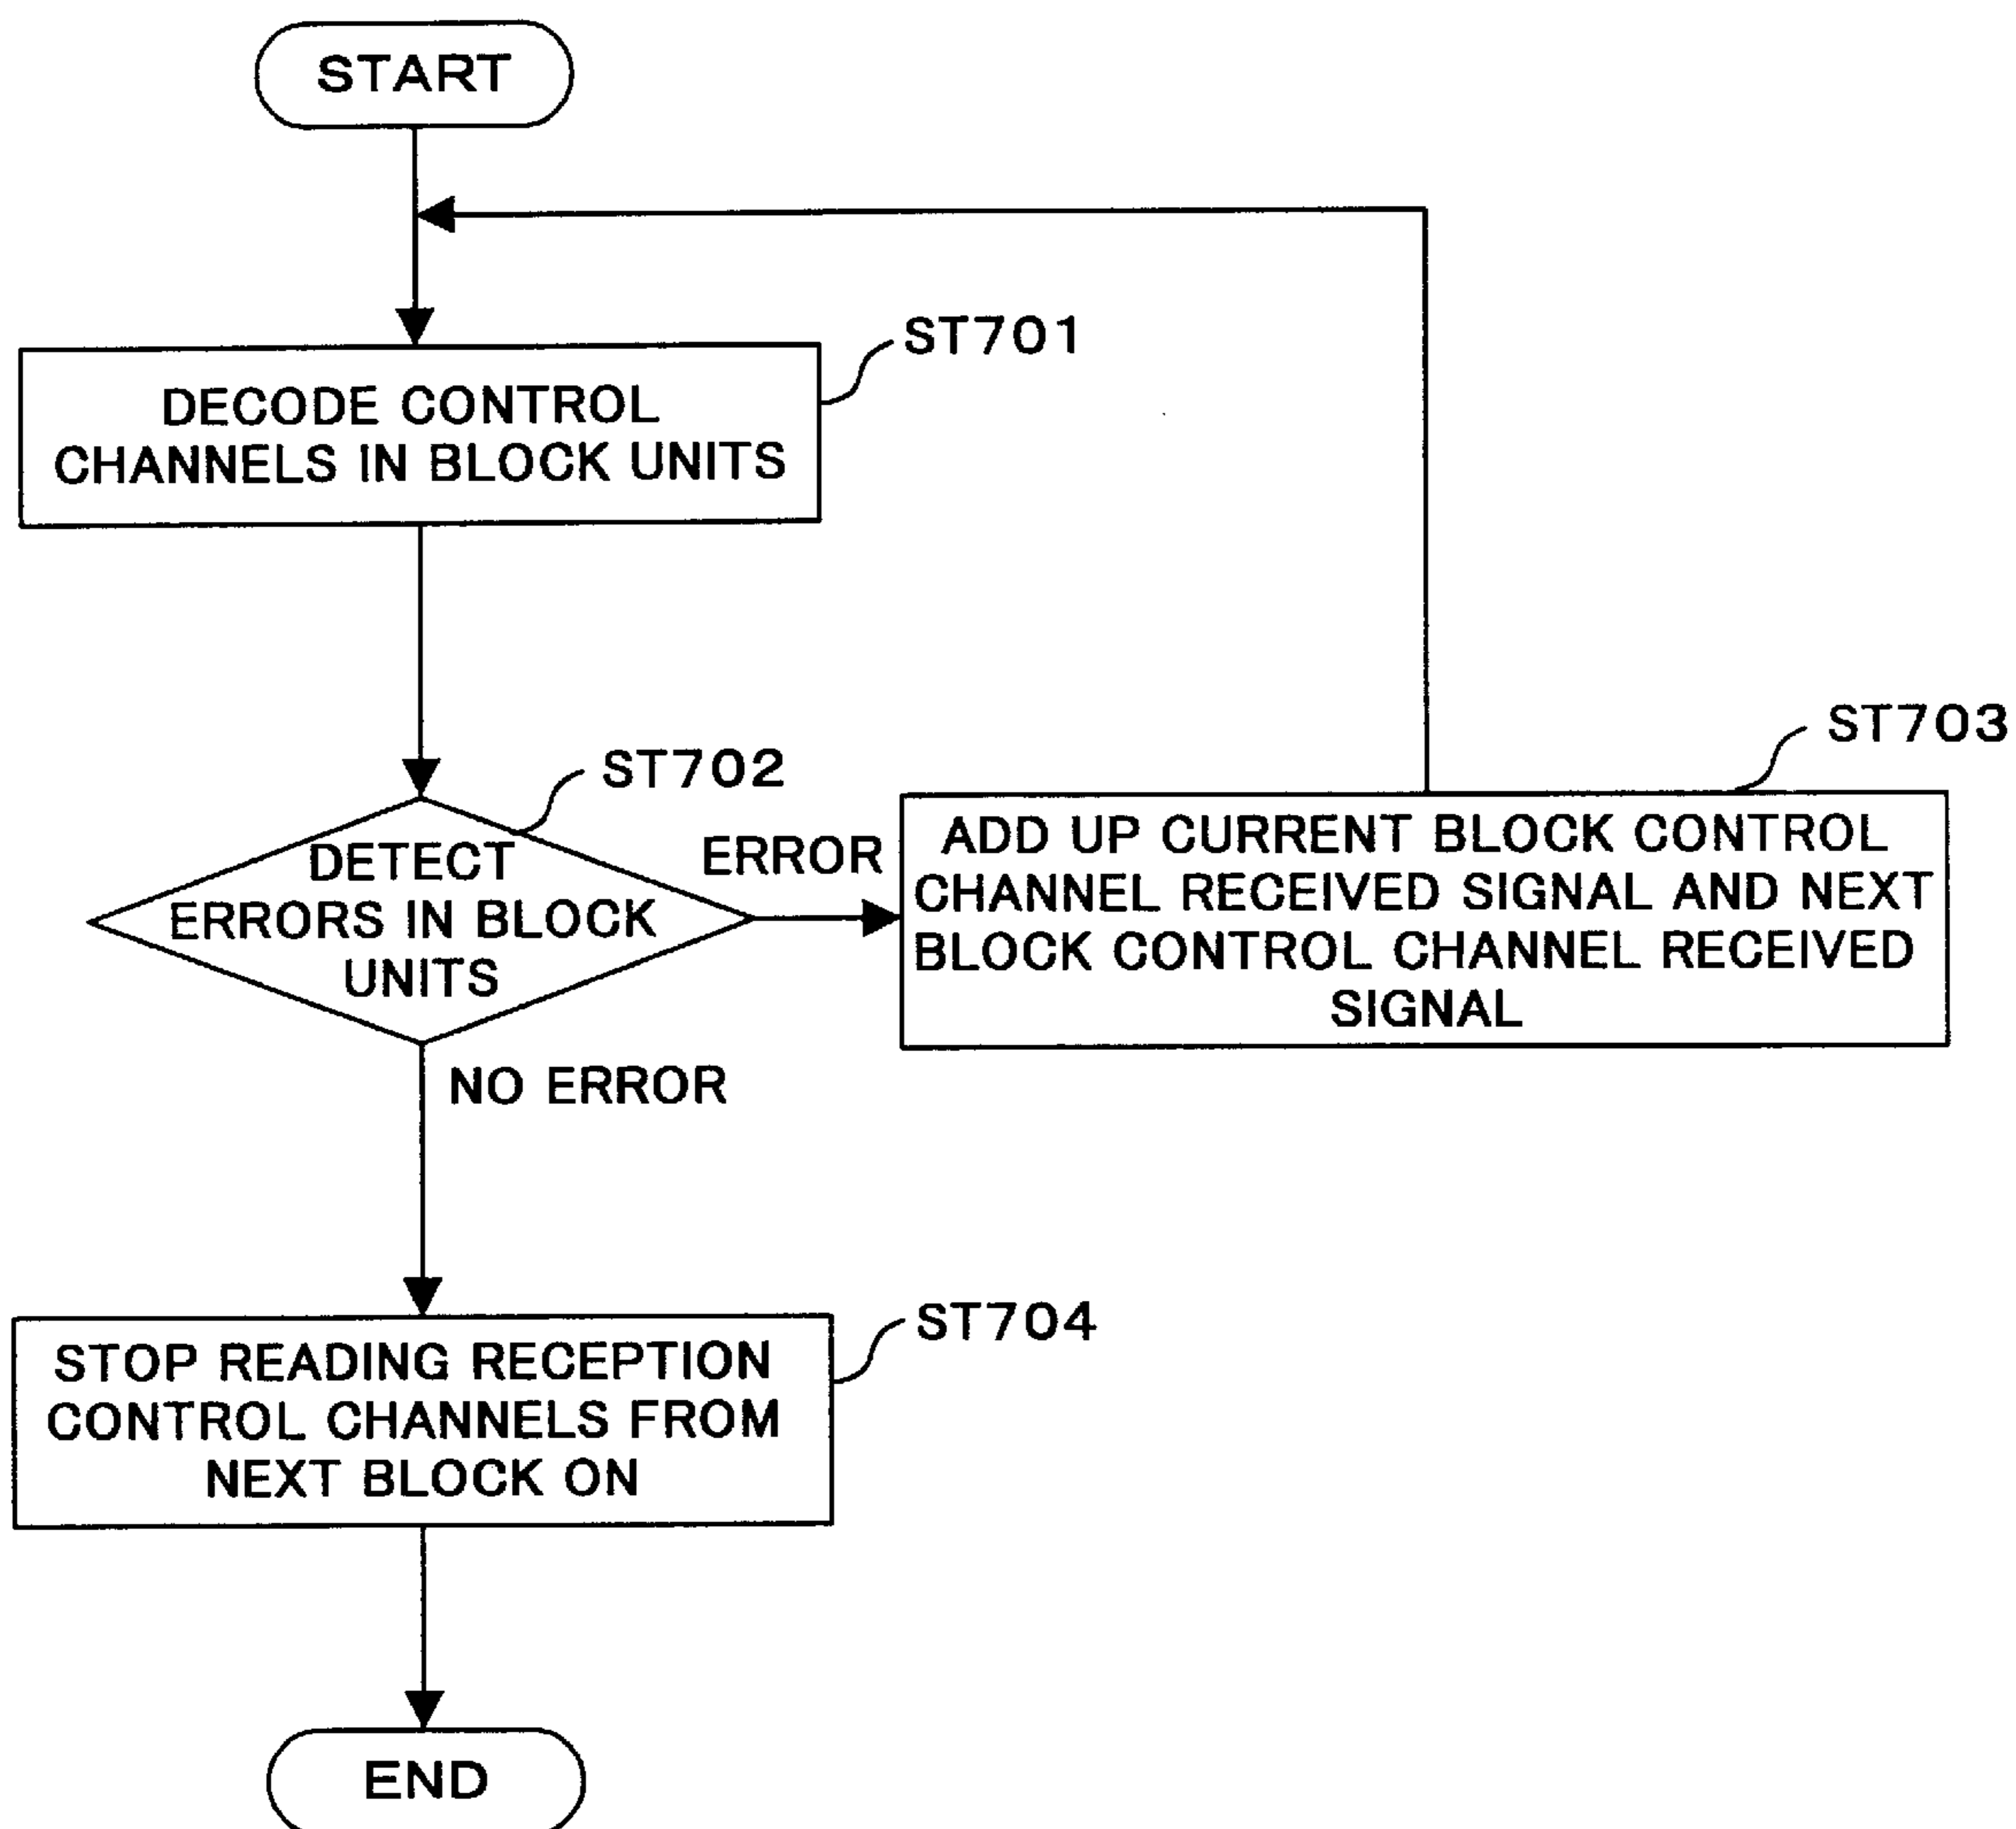 START
ST701
DECODE CONTROL
CHANNELS IN BLOCK UNITS
ST702
DETECT
ERRORS IN BLOCK
UNITS
ERROR
ST703
ADD UP CURRENT BLOCK CONTROL
CHANNEL RECEIVED SIGNAL AND NEXT
BLOCK CONTROL CHANNEL RECEIVED
SIGNAL
NO ERROR
ST704
STOP READING RECEPTION
CONTROL CHANNELS FROM
NEXT BLOCK ON
END